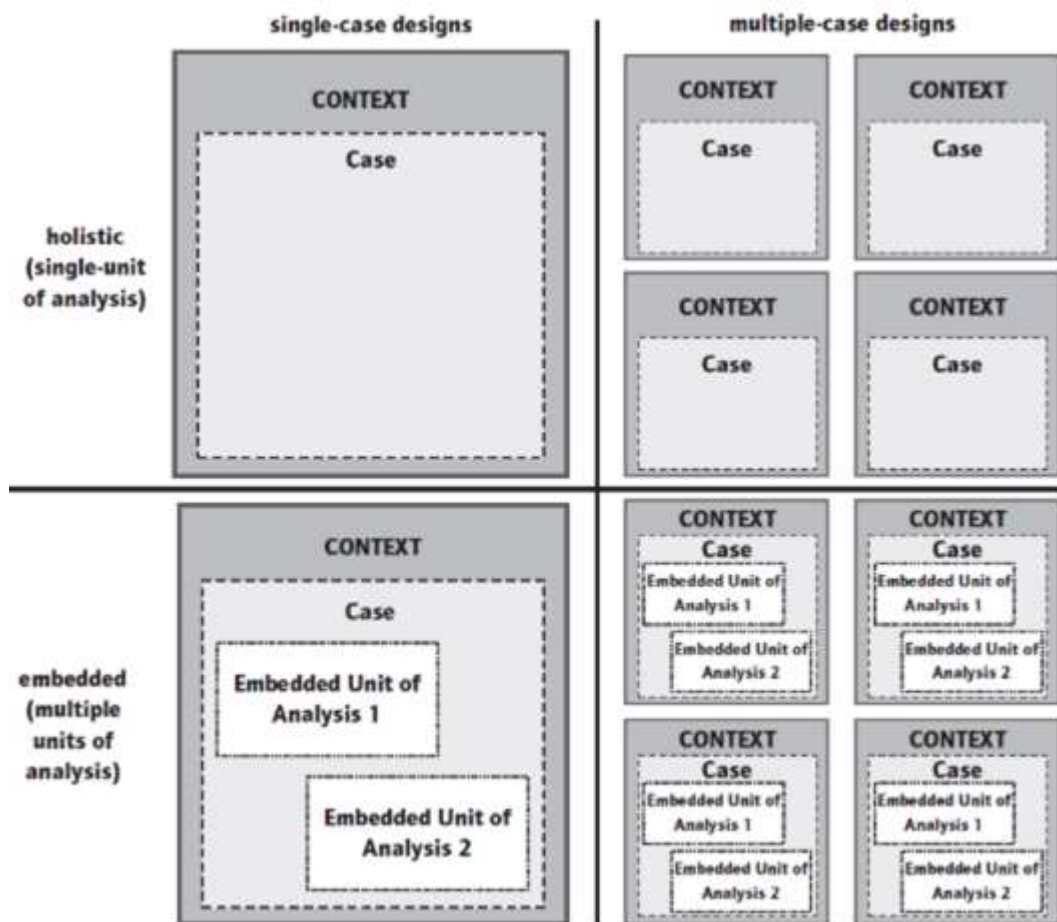 single-case designs
multiple-case designs
holistic
(single-unit
of analysis)
CONTEXT
Case
CONTEXT
Case
CONTEXT
Case
CONTEXT
Case
CONTEXT
Case
embedded
(multiple
units of
analysis)
CONTEXT
Case
Embedded Unit of
Analysis 1
Embedded Unit of
Analysis 2
CONTEXT
Case
Embedded Unit of
Analysis 1
Embedded Unit of
Analysis 2
CONTEXT
Case
Embedded Unit of
Analysis 1
Embedded Unit of
Analysis 2
CONTEXT
Case
Embedded Unit of
Analysis 1
Embedded Unit of
Analysis 2
CONTEXT
Case
Embedded Unit of
Analysis 1
Embedded Unit of
Analysis 2